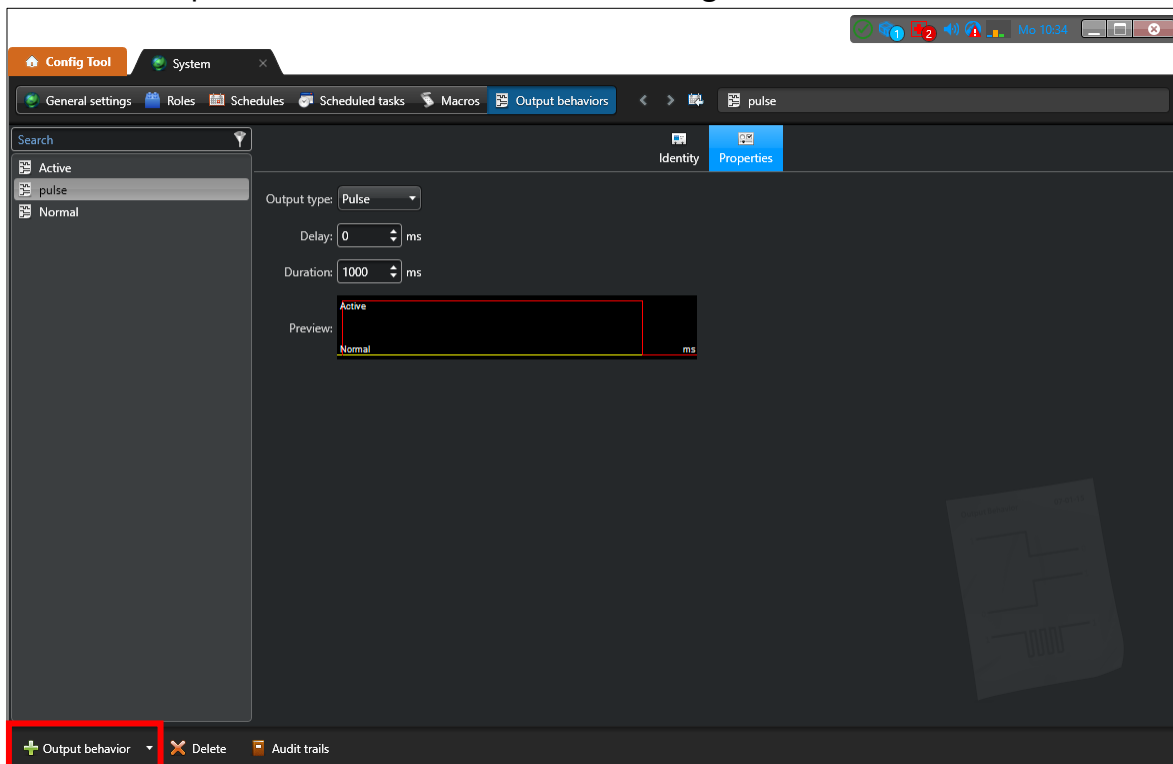 1 2 Mo 10:34
Config Tool System
General settings Roles Schedules Scheduled tasks Macros Output behaviors pulse
Search
Identity Properties
Active
pulse
Normal
Output type: Pulse
Delay: 0 ms
Duration: 1000 ms
Preview:
Active
Normal ms
Output behavior Delete Audit trails